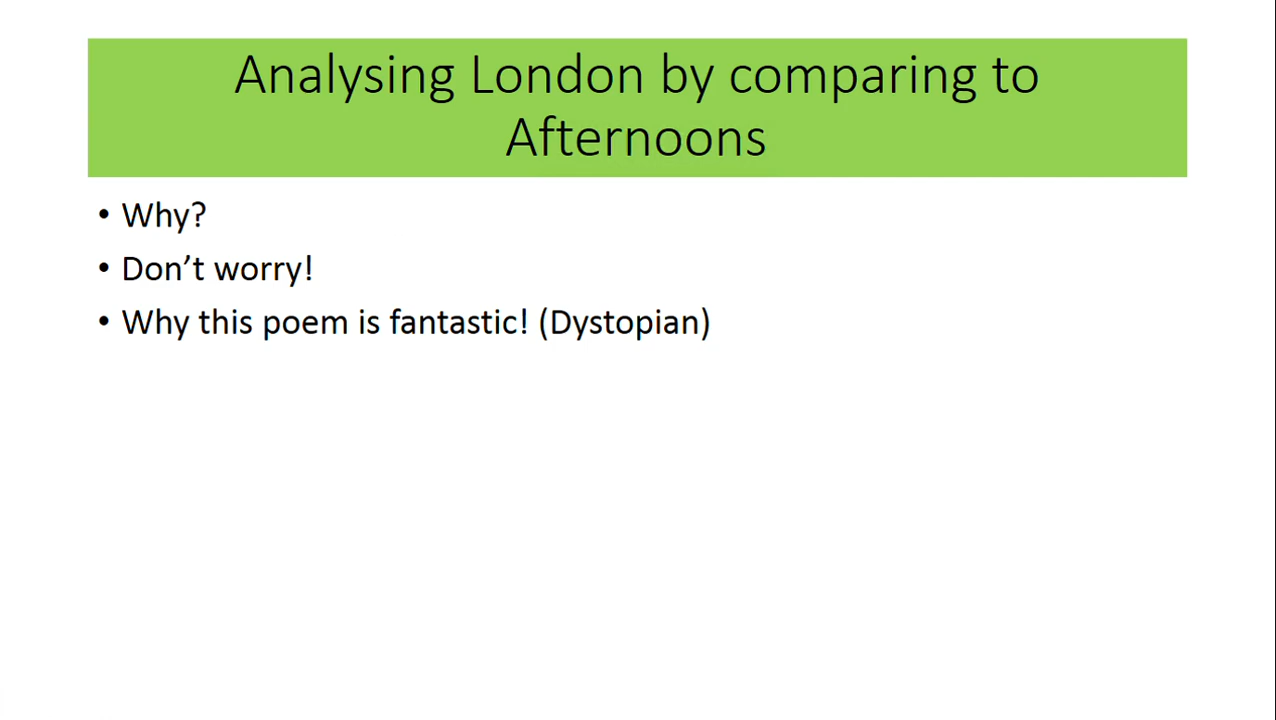 Analysing London by comparing to
Afternoons
• Why?
• Don’t worry!
• Why this poem is fantastic! (Dystopian)